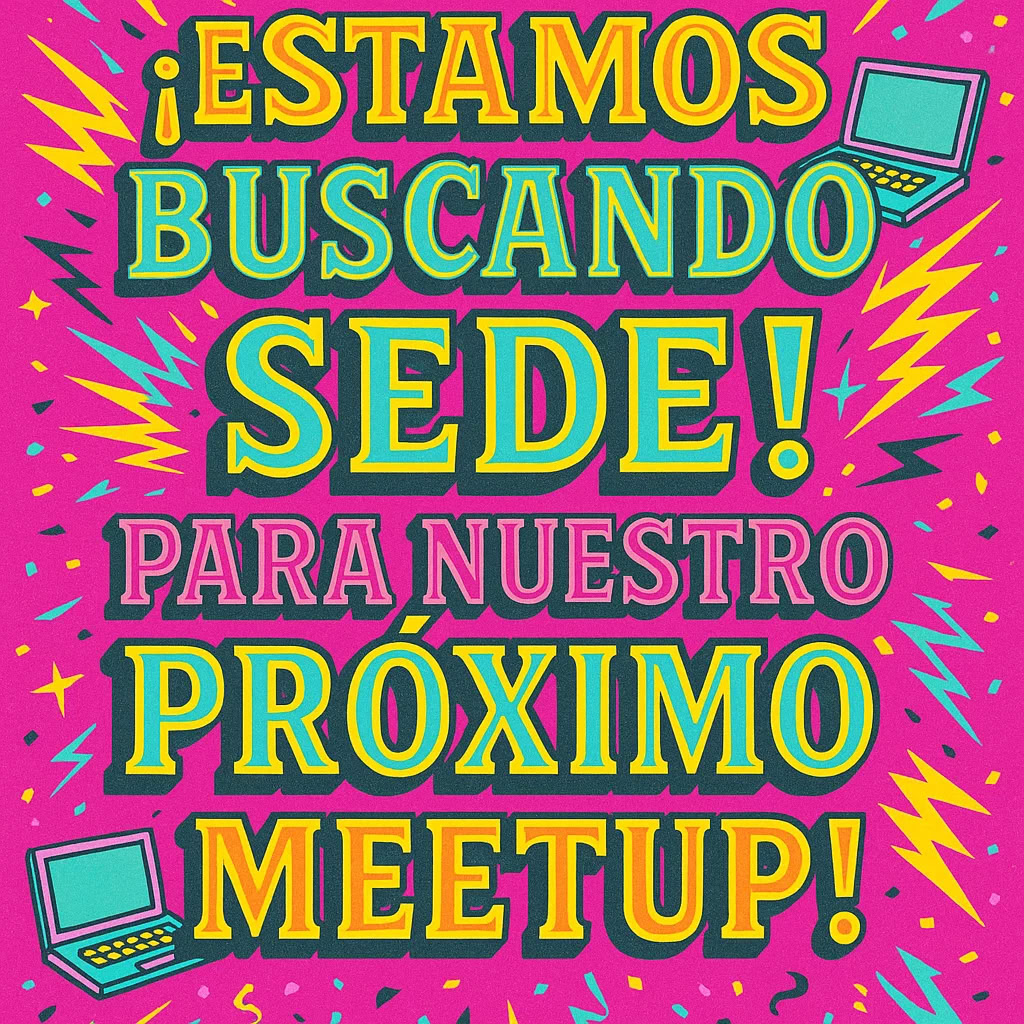 ¡ESTAMOS
BUSCANDO
SEDE!
PARA NUESTRO
PRÓXIMO
MEETUP!